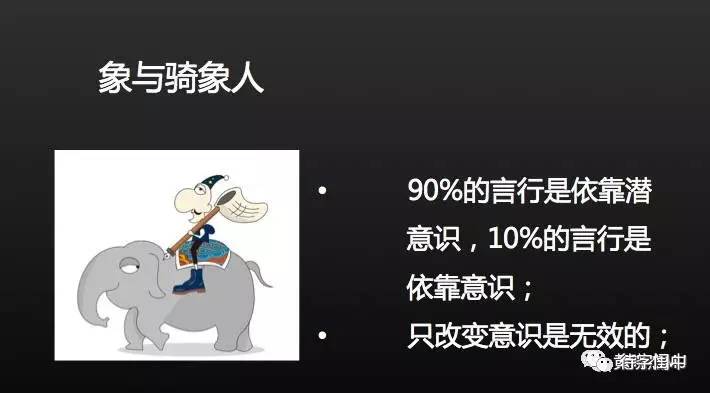 象与骑象人
• 90%的言行是依靠潜
意识，10%的言行是
依靠意识；
• 只改变意识是无效的；